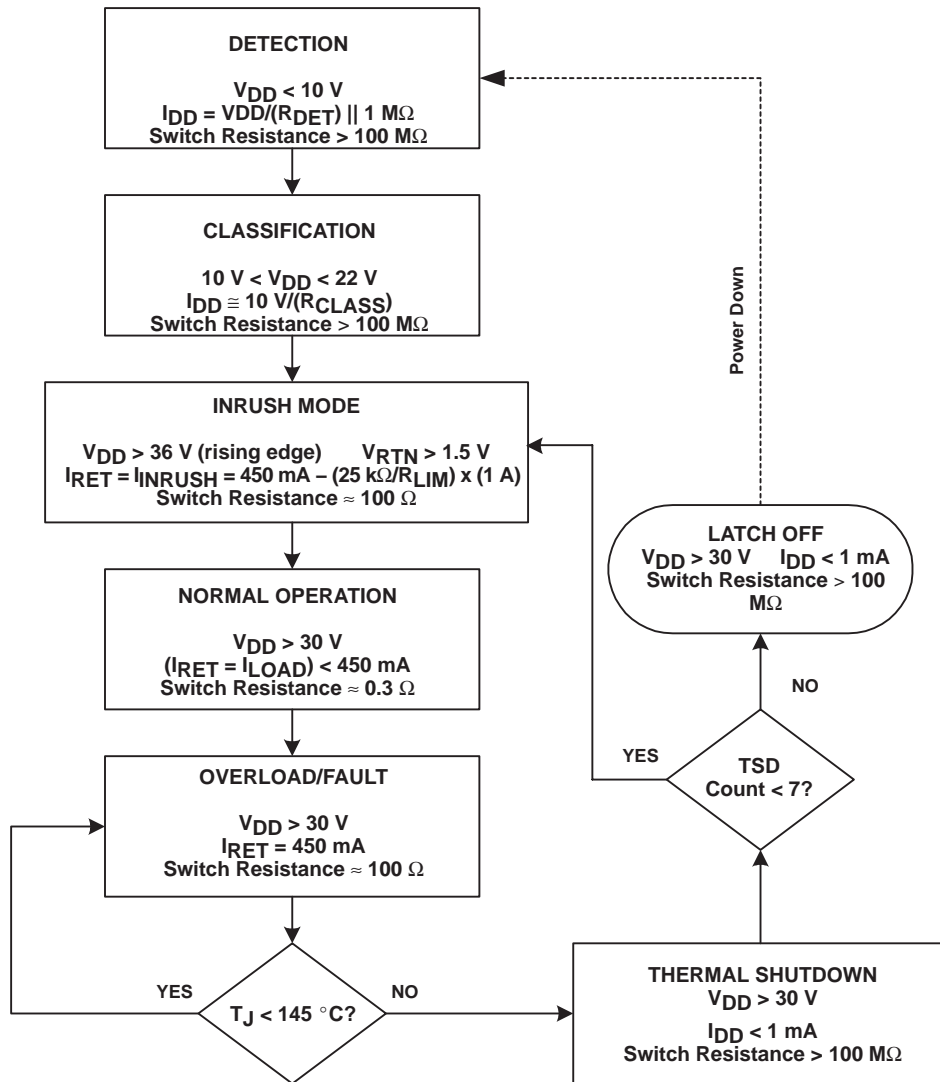 DETECTION
VDD < 10 V
IDD = VDD/(RDET) || 1 MΩ
Switch Resistance > 100 MΩ
CLASSIFICATION
10 V < VDD < 22 V
IDD ≅ 10 V/(RCLASS)
Switch Resistance > 100 MΩ
INRUSH MODE
VDD > 36 V (rising edge) VRTN > 1.5 V
IRET = IINRUSH = 450 mA – (25 kΩ/RLIM) x (1 A)
Switch Resistance ≈ 100 Ω
NORMAL OPERATION
VDD > 30 V
(IRET = ILOAD) < 450 mA
Switch Resistance ≈ 0.3 Ω
OVERLOAD/FAULT
VDD > 30 V
IRET = 450 mA
Switch Resistance ≈ 100 Ω
YES
TJ < 145 °C?
NO
THERMAL SHUTDOWN
VDD > 30 V
IDD < 1 mA
Switch Resistance > 100 MΩ
TSD
Count < 7?
YES
NO
LATCH OFF
VDD > 30 V IDD < 1 mA
Switch Resistance > 100
MΩ
Power Down